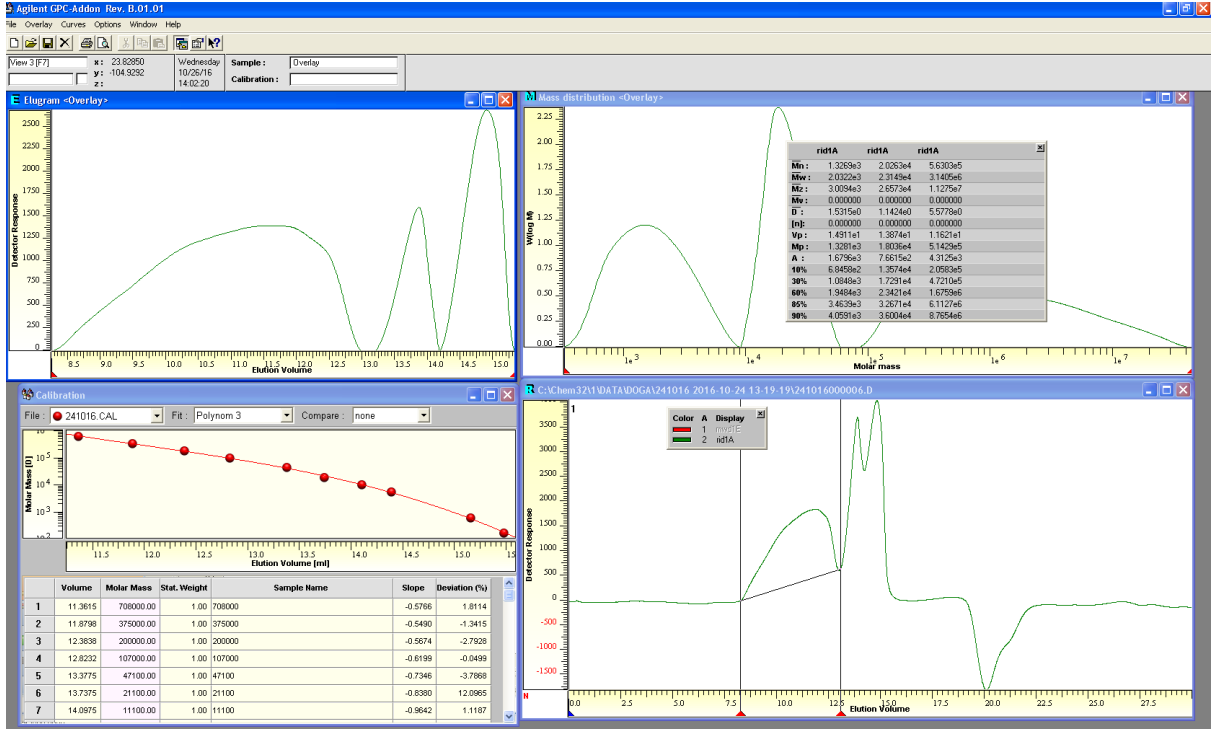 Agilent GPC-Addon Rev. B.01.01
File Overlay Curves Options Window Help
View 3 [F7]
x: 23.82850
y: -104.9292
z:
Wednesday
10/26/16
14:02:20
Sample : Overlay
Calibration :
E Elugram <Overlay>
Detector Response
2500
2250
2000
1750
1500
1250
1000
750
500
250
0
8.5 9.0 9.5 10.0 10.5 11.0 11.5 12.0 12.5 13.0 13.5 14.0 14.5 15.0
Elution Volume
M Mass distribution <Overlay>
W(log M)
2.25
2.00
1.75
1.50
1.25
1.00
0.75
0.50
0.25
0.00
1e3 1e4 1e5 1e6 1e7
Molar mass
rid1A rid1A rid1A
Mn : 1.3269e3 2.0263e4 5.6303e5
Mw : 2.0322e3 2.3149e4 3.1405e6
Mz : 3.0094e3 2.6573e4 1.1275e7
Mv : 0.000000 0.000000 0.000000
D : 1.5315e0 1.1424e0 5.5778e0
[n]: 0.000000 0.000000 0.000000
Vp : 1.4911e1 1.3874e1 1.1621e1
Mp : 1.3281e3 1.8036e4 5.1429e5
A : 1.6796e3 7.6615e2 4.3125e3
10% 6.8458e2 1.3574e4 2.0583e5
30% 1.0848e3 1.7291e4 4.7210e5
60% 1.9484e3 2.3421e4 1.6759e6
85% 3.4639e3 3.2671e4 6.1127e6
90% 4.0591e3 3.6004e4 8.7654e6
Calibration
File : 241016.CAL Fit : Polynom 3 Compare : none
Molar Mass [D]
10^5
10^4
10^3
11.5 12.0 12.5 13.0 13.5 14.0 14.5 15.0
Elution Volume [ml]
Volume Molar Mass Stat. Weight Sample Name Slope Deviation (%)
1 11.3615 708000.00 1.00 708000 -0.5766 1.8114
2 11.8798 375000.00 1.00 375000 -0.5490 -1.3415
3 12.3838 200000.00 1.00 200000 -0.5674 -2.7928
4 12.8232 107000.00 1.00 107000 -0.6199 -0.0499
5 13.3775 47100.00 1.00 47100 -0.7346 -3.7868
6 13.7375 21100.00 1.00 21100 -0.8380 12.0965
7 14.0975 11100.00 1.00 11100 -0.9642 1.1187
R C:\Chem32\1\DATA\DOGA\241016 2016-10-24 13-19-19\241016000006.D
1
Color A Display
1 mwd1E
2 rid1A
Detector Response
3500
3000
2500
2000
1500
1000
500
0
-500
-1000
-1500
N
0.0 2.5 5.0 7.5 10.0 12.5 15.0 17.5 20.0 22.5 25.0 27.5
Elution Volume